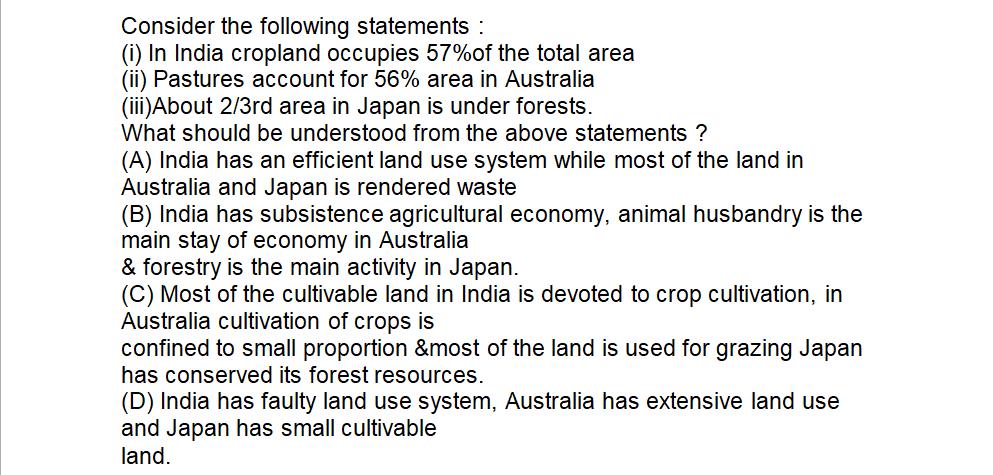 Consider the following statements :
(i) In India cropland occupies 57%of the total area
(ii) Pastures account for 56% area in Australia
(iii)About 2/3rd area in Japan is under forests.
What should be understood from the above statements ?
(A) India has an efficient land use system while most of the land in
Australia and Japan is rendered waste
(B) India has subsistence agricultural economy, animal husbandry is the
main stay of economy in Australia
& forestry is the main activity in Japan.
(C) Most of the cultivable land in India is devoted to crop cultivation, in
Australia cultivation of crops is
confined to small proportion &most of the land is used for grazing Japan
has conserved its forest resources.
(D) India has faulty land use system, Australia has extensive land use
and Japan has small cultivable
land.